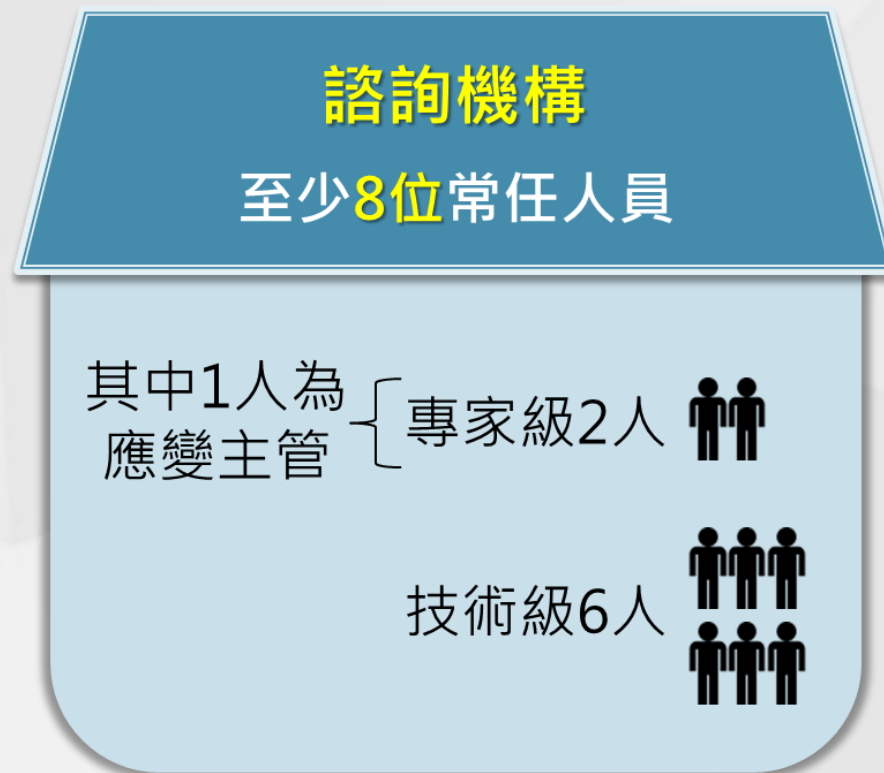 諮詢機構
至少8位常任人員
其中1人為
應變主管
專家級2人
技術級6人